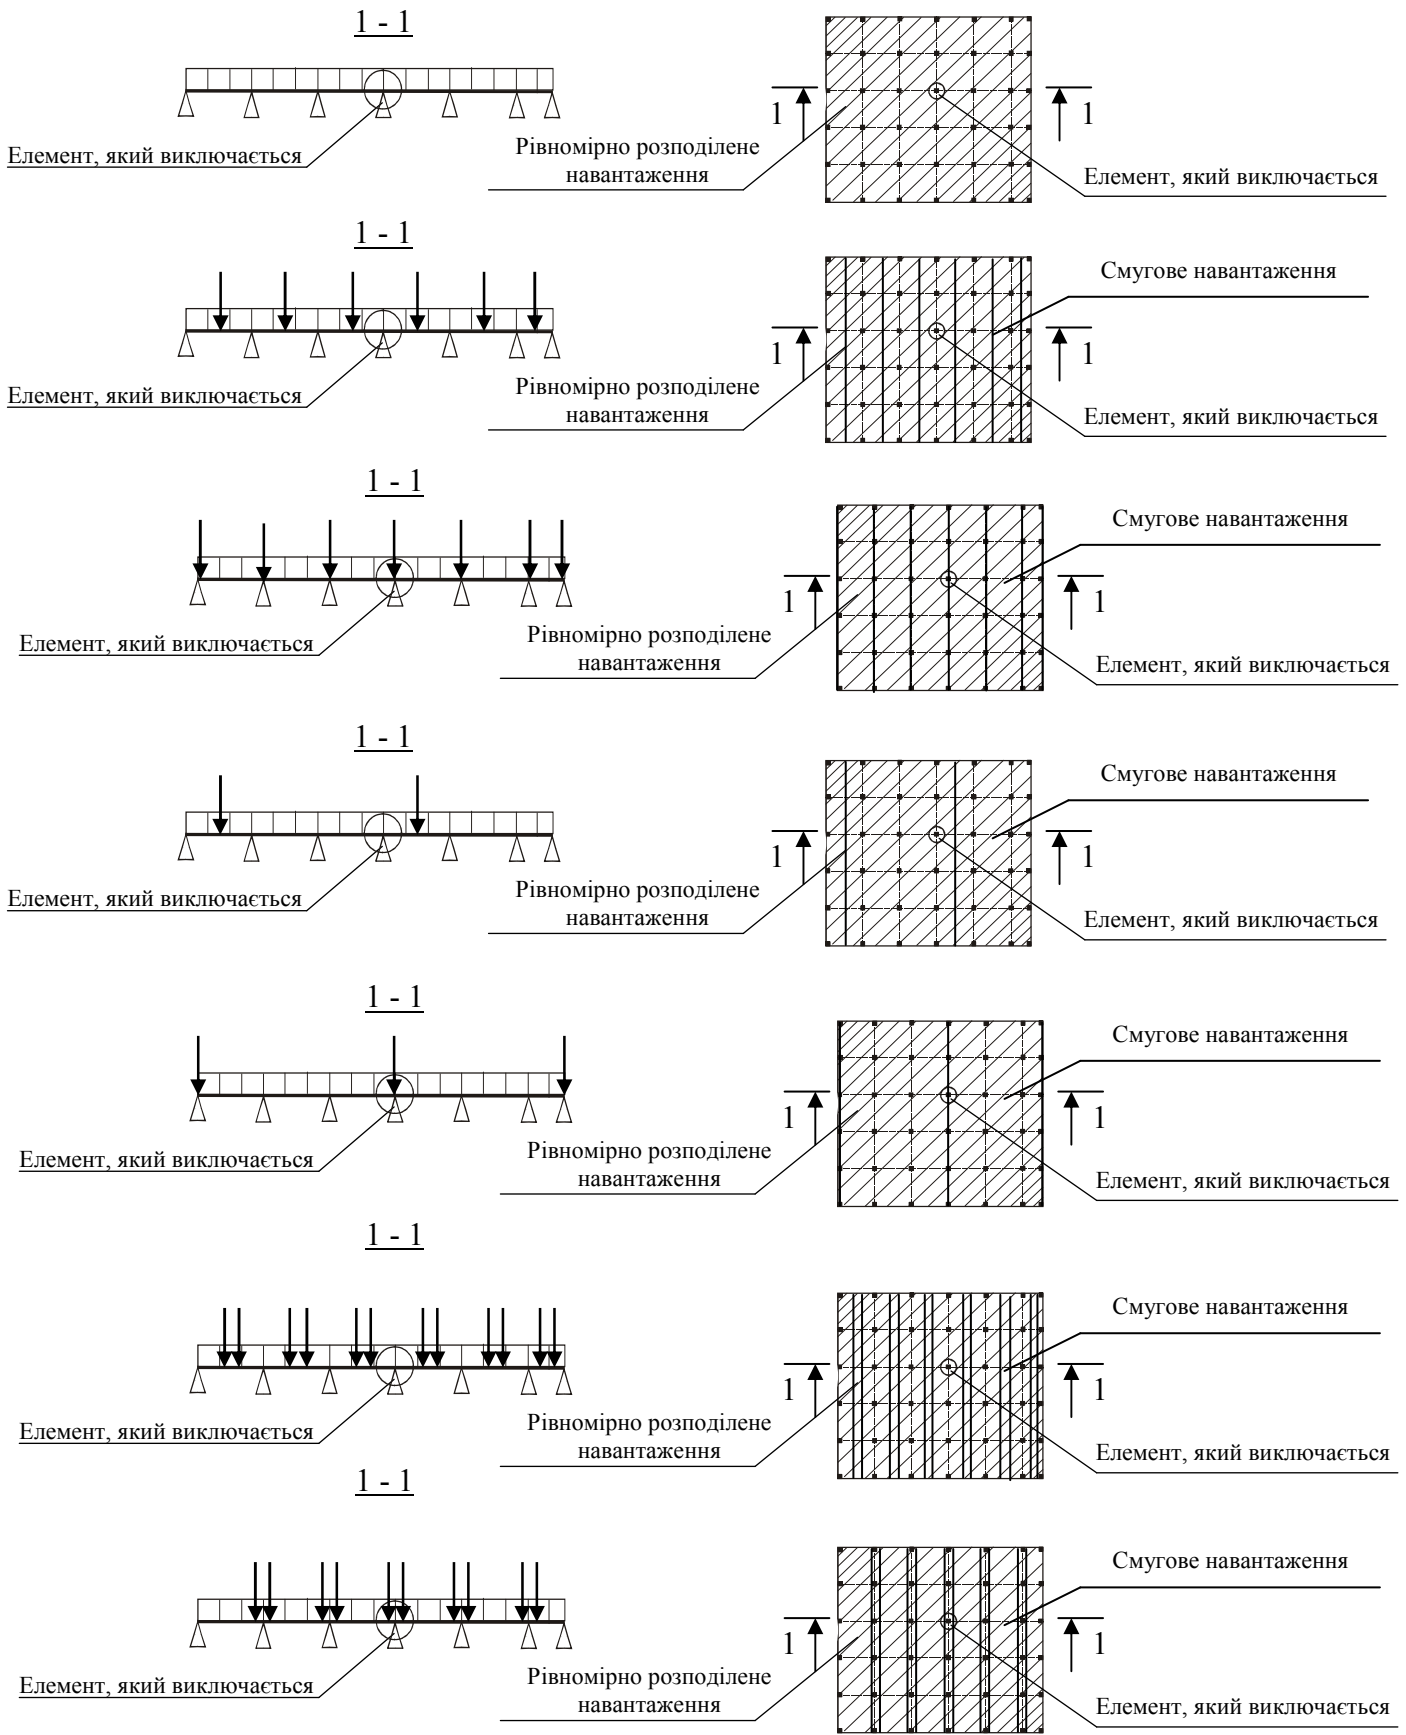 1 - 1
Елемент, який виключається
Рівномірно розподілене
навантаження
1
1
Елемент, який виключається
1 - 1
Смугове навантаження
Елемент, який виключається
Рівномірно розподілене
навантаження
1
1
Елемент, який виключається
1 - 1
Смугове навантаження
Елемент, який виключається
Рівномірно розподілене
навантаження
1
1
Елемент, який виключається
1 - 1
Смугове навантаження
Елемент, який виключається
Рівномірно розподілене
навантаження
1
1
Елемент, який виключається
1 - 1
Смугове навантаження
Елемент, який виключається
Рівномірно розподілене
навантаження
1
1
Елемент, який виключається
1 - 1
Смугове навантаження
Елемент, який виключається
Рівномірно розподілене
навантаження
1
1
Елемент, який виключається
1 - 1
Смугове навантаження
Елемент, який виключається
Рівномірно розподілене
навантаження
1
1
Елемент, який виключається